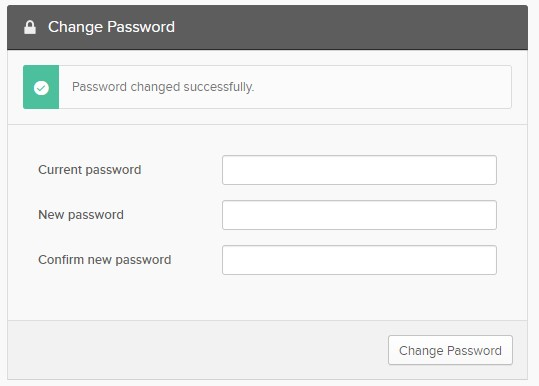 Change Password
Password changed successfully.
Current password
New password
Confirm new password
Change Password